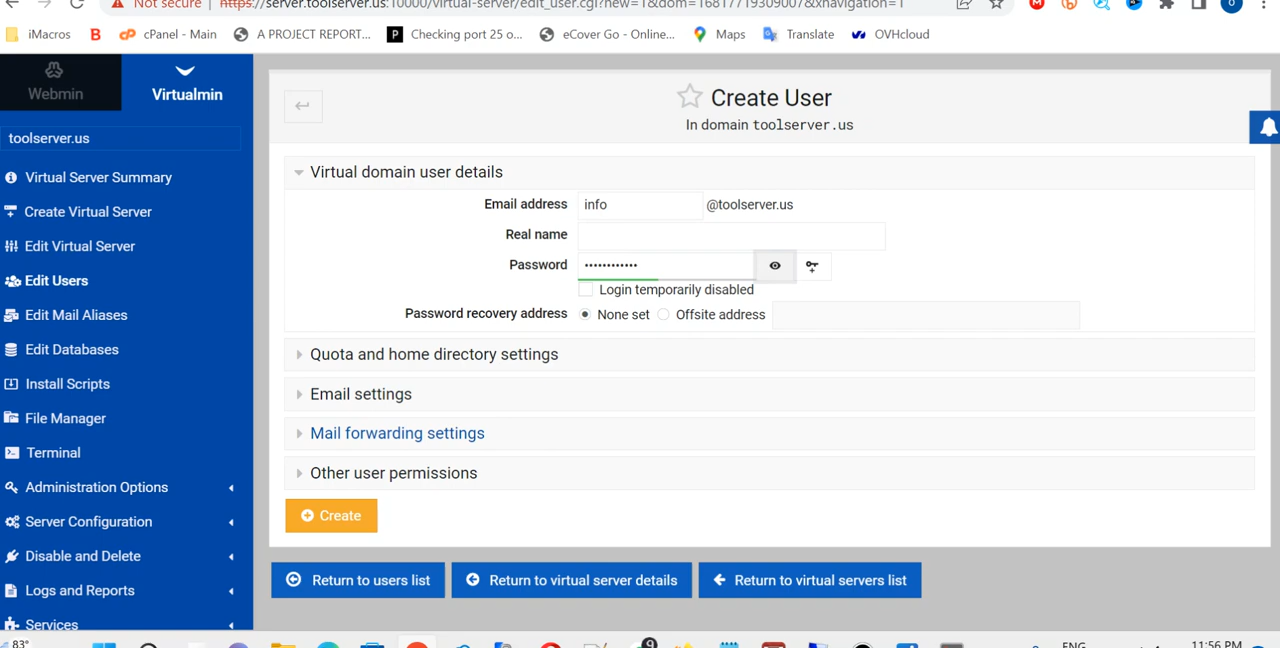 Not secure https://server.toolserver.us:10000/virtual-server/edit_user.cgi?new=1&dom=16817719309007&xnavigation=1
iMacros B cPanel - Main A PROJECT REPORT... P Checking port 25 o... eCover Go - Online... Maps Translate OVHcloud
Webmin
Virtualmin
toolserver.us
Virtual Server Summary
Create Virtual Server
Edit Virtual Server
Edit Users
Edit Mail Aliases
Edit Databases
Install Scripts
File Manager
Terminal
Administration Options
Server Configuration
Disable and Delete
Logs and Reports
Services
Create User
In domain toolserver.us
Virtual domain user details
Email address info @toolserver.us
Real name
Password ••••••••••••
Login temporarily disabled
Password recovery address None set Offsite address
Quota and home directory settings
Email settings
Mail forwarding settings
Other user permissions
Create
Return to users list Return to virtual server details Return to virtual servers list
83° 9 ENG 11:56 PM